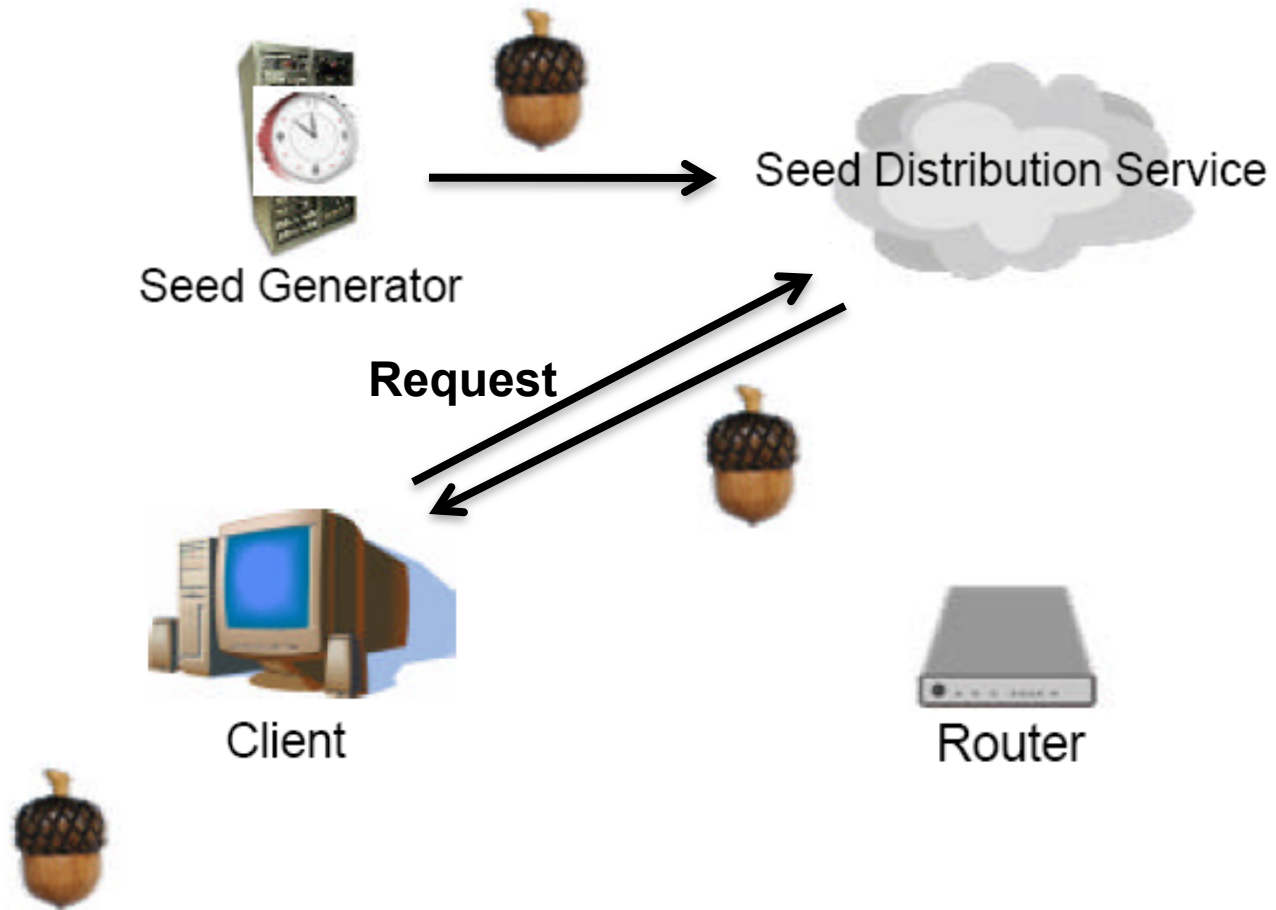 Seed Distribution Service
Seed Generator
Request
Client
Router